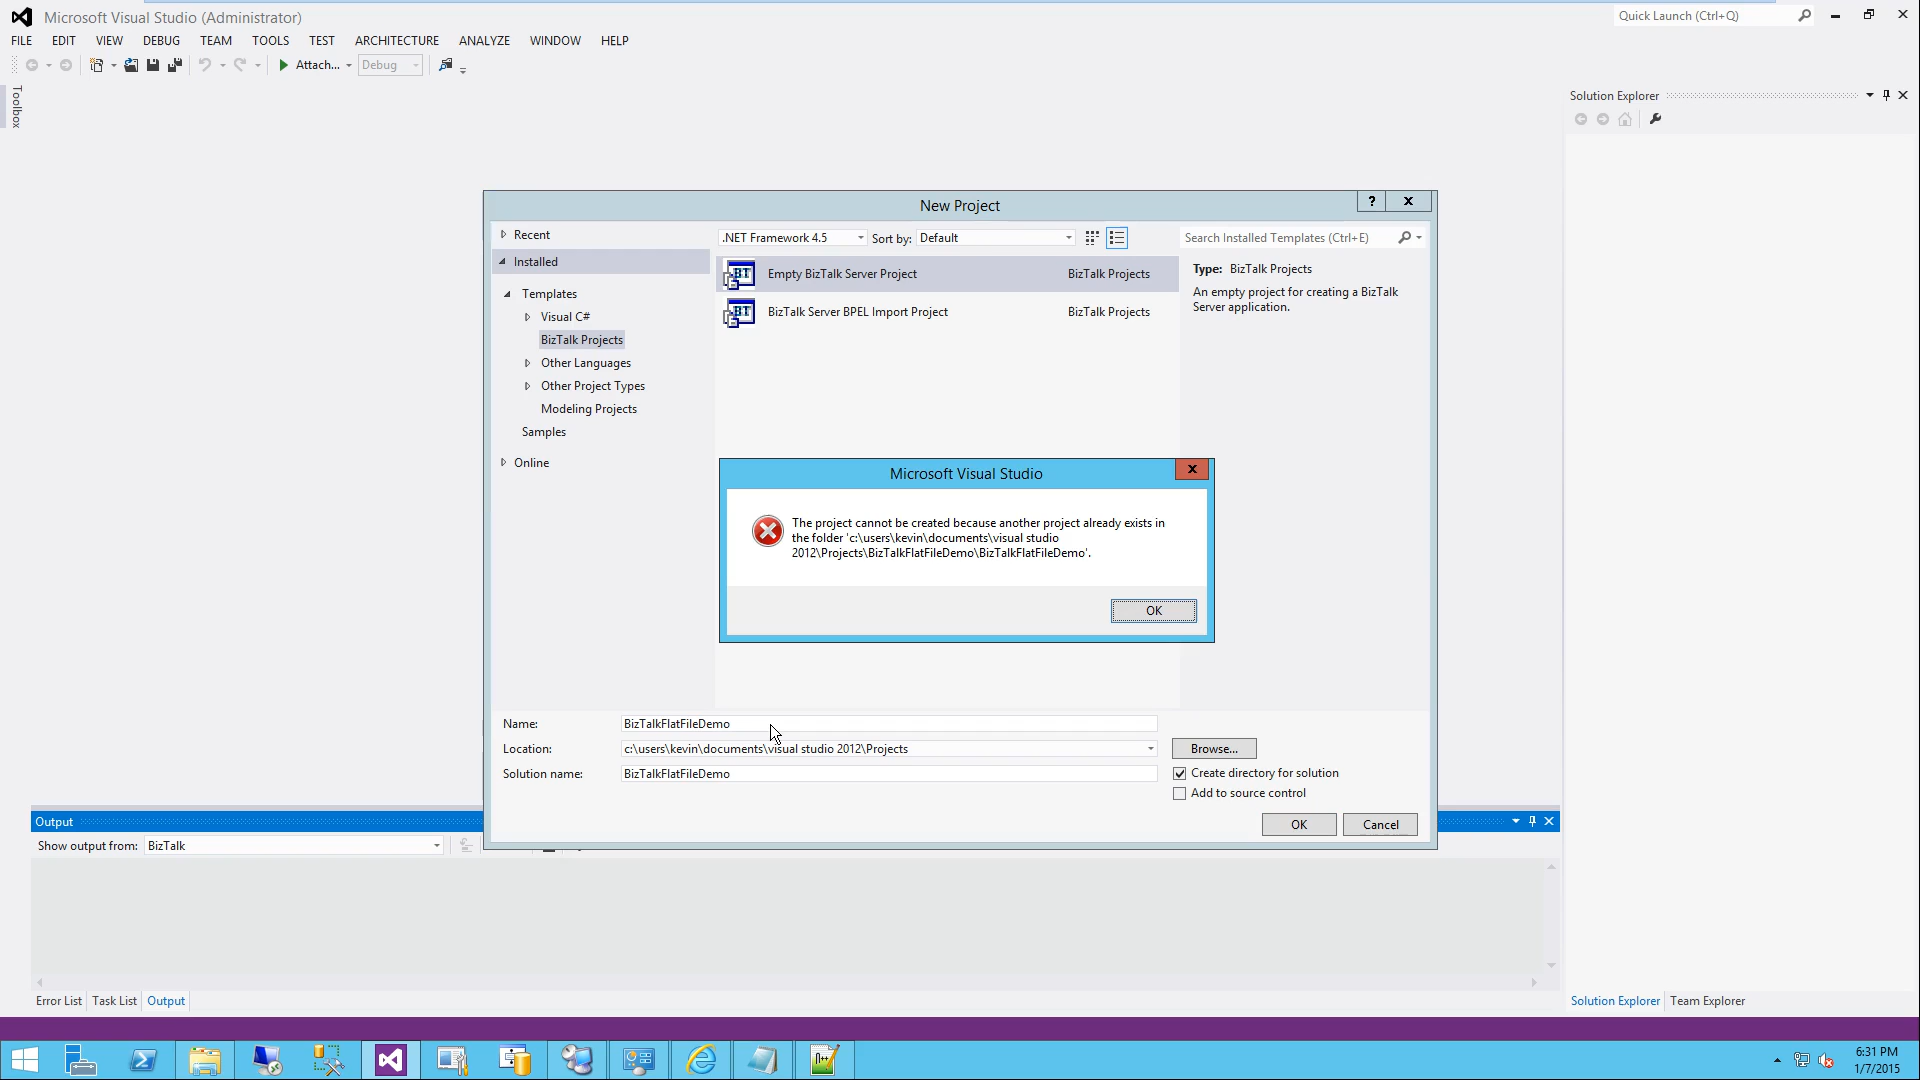 Microsoft Visual Studio (Administrator)
Quick Launch (Ctrl+Q)
FILE EDIT VIEW DEBUG TEAM TOOLS TEST ARCHITECTURE ANALYZE WINDOW HELP
Attach... Debug
Toolbox
Solution Explorer
New Project
?
Recent
.NET Framework 4.5 Sort by: Default
Search Installed Templates (Ctrl+E)
Installed
Empty BizTalk Server Project BizTalk Projects
Type: BizTalk Projects
Templates
An empty project for creating a BizTalk
Server application.
Visual C#
BizTalk Server BPEL Import Project BizTalk Projects
BizTalk Projects
Other Languages
Other Project Types
Modeling Projects
Samples
Online
Microsoft Visual Studio
The project cannot be created because another project already exists in
the folder 'c:\users\kevin\documents\visual studio
2012\Projects\BizTalkFlatFileDemo\BizTalkFlatFileDemo'.
OK
Name: BizTalkFlatFileDemo
Location: c:\users\kevin\documents\visual studio 2012\Projects
Browse...
Solution name: BizTalkFlatFileDemo
Create directory for solution
Add to source control
OK Cancel
Output
Show output from: BizTalk
Error List Task List Output
Solution Explorer Team Explorer
6:31 PM
1/7/2015